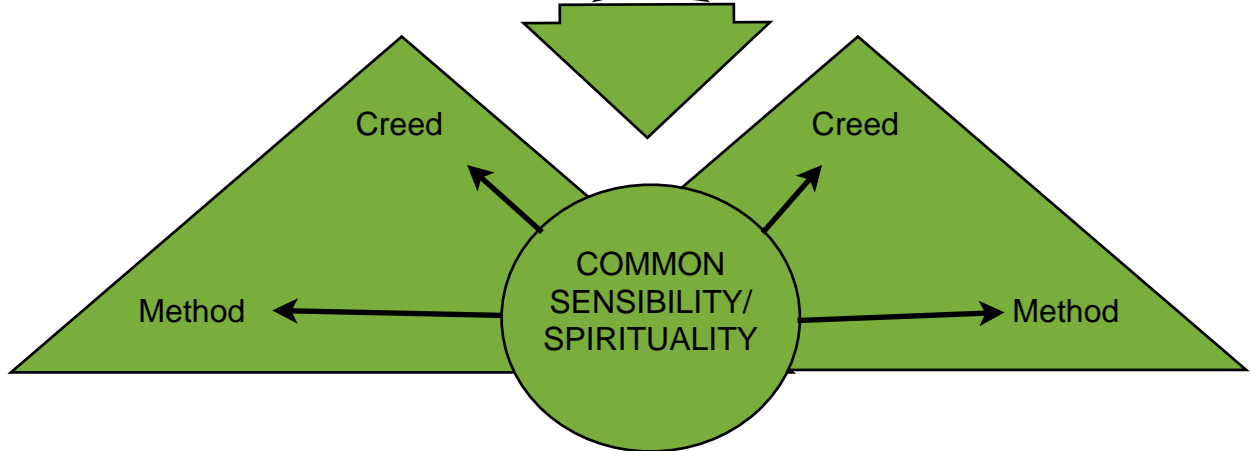 Creed
Creed
COMMON
SENSIBILITY/
SPIRITUALITY
Method
Method